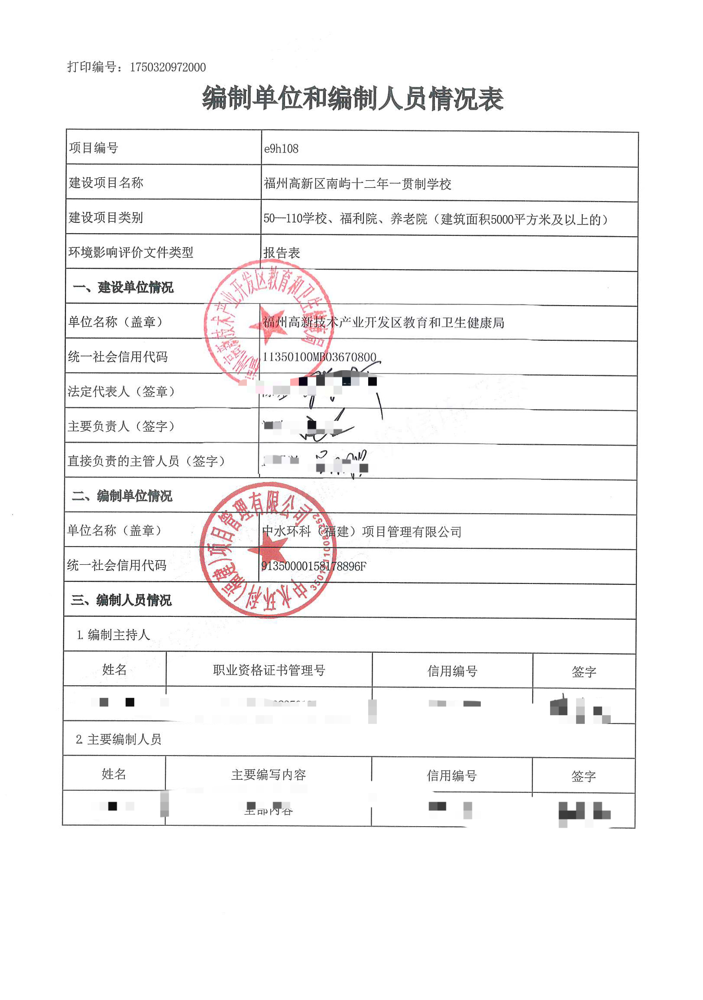 打印编号：1750320972000
编制单位和编制人员情况表
项目编号 e9h108
建设项目名称 福州高新区南屿十二年一贯制学校
建设项目类别 50—110学校、福利院、养老院（建筑面积5000平方米及以上的）
环境影响评价文件类型 报告表
一、建设单位情况
单位名称（盖章） 福州高新技术产业开发区教育和卫生健康局
统一社会信用代码 11350100MB03670800
法定代表人（签章）
主要负责人（签字）
直接负责的主管人员（签字）
福州高新技术产业开发区教育和卫生健康局
二、编制单位情况
单位名称（盖章） 中水环科（福建）项目管理有限公司
统一社会信用代码 91350000158178896F
中水环科（福建）项目管理有限公司
35012110083252
三、编制人员情况
1. 编制主持人
姓名 职业资格证书管理号 信用编号 签字
2. 主要编制人员
姓名 主要编写内容 信用编号 签字
全部内容